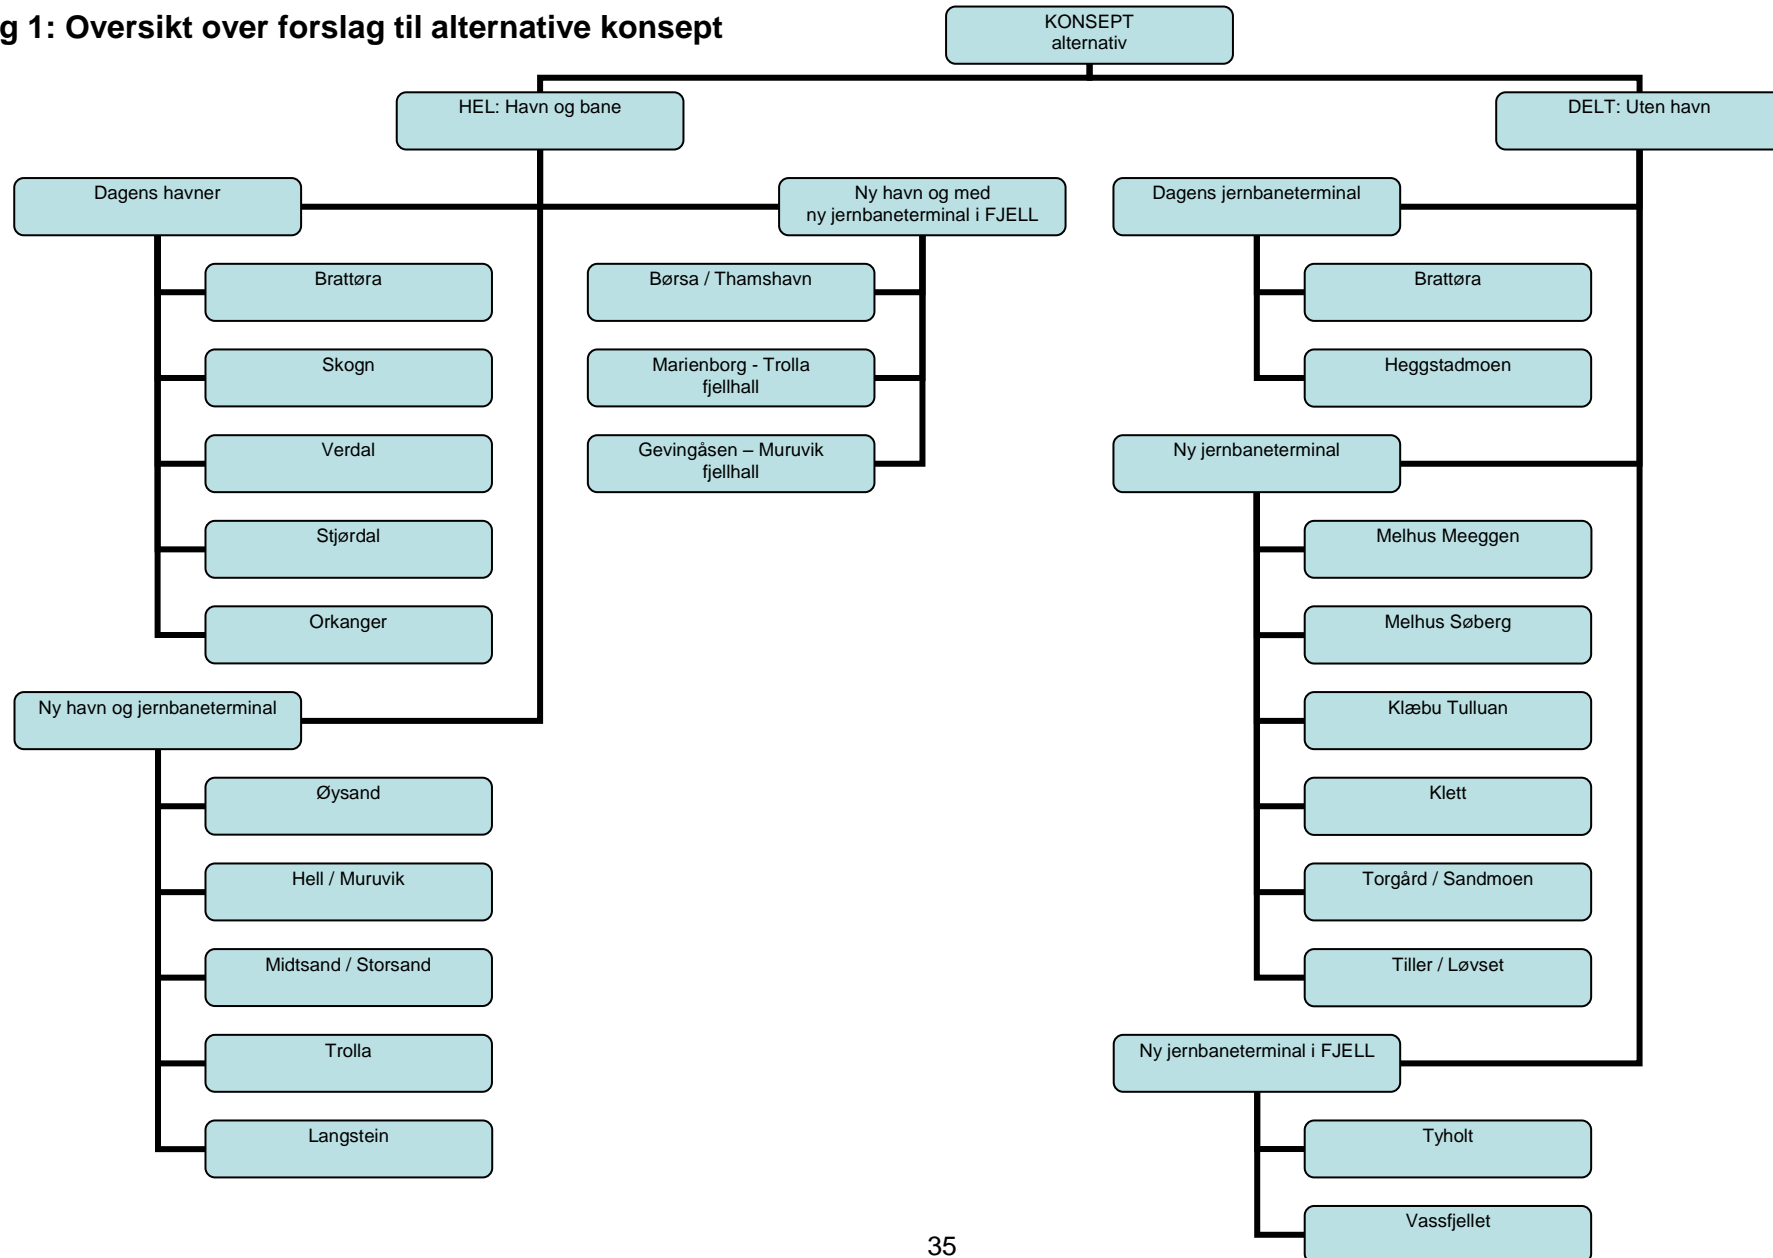 g 1: Oversikt over forslag til alternative konsept
KONSEPT
alternativ
HEL: Havn og bane
DELT: Uten havn
Dagens havner
Brattøra
Skogn
Verdal
Stjørdal
Orkanger
Ny havn og med
ny jernbaneterminal i FJELL
Børsa / Thamshavn
Marienborg - Trolla
fjellhall
Gevingåsen – Muruvik
fjellhall
Ny havn og jernbaneterminal
Øysand
Hell / Muruvik
Midtsand / Storsand
Trolla
Langstein
Dagens jernbaneterminal
Brattøra
Heggstadmoen
Ny jernbaneterminal
Melhus Meeggen
Melhus Søberg
Klæbu Tulluan
Klett
Torgård / Sandmoen
Tiller / Løvset
Ny jernbaneterminal i FJELL
Tyholt
Vassfjellet
35